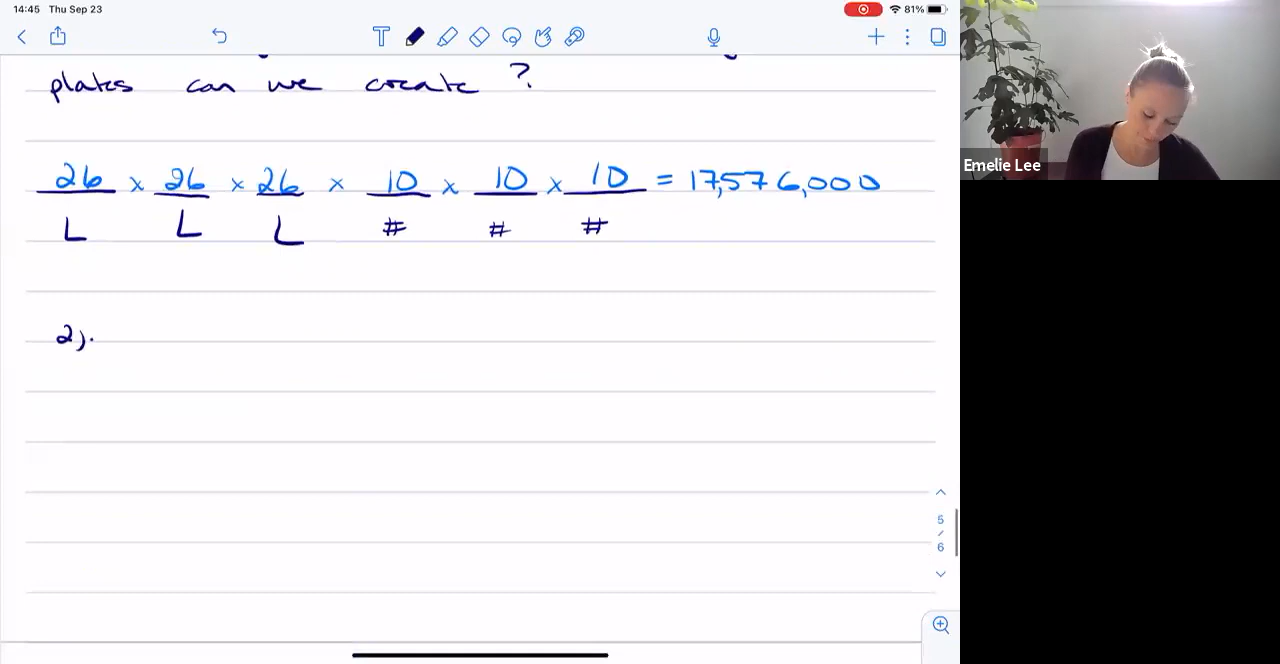 14:45 Thu Sep 23
81%
T
plates can we create ?
26 × 26 × 26 × 10 × 10 × 10 = 17,576,000
L L L # # #
Emelie Lee
2).
5
/
6